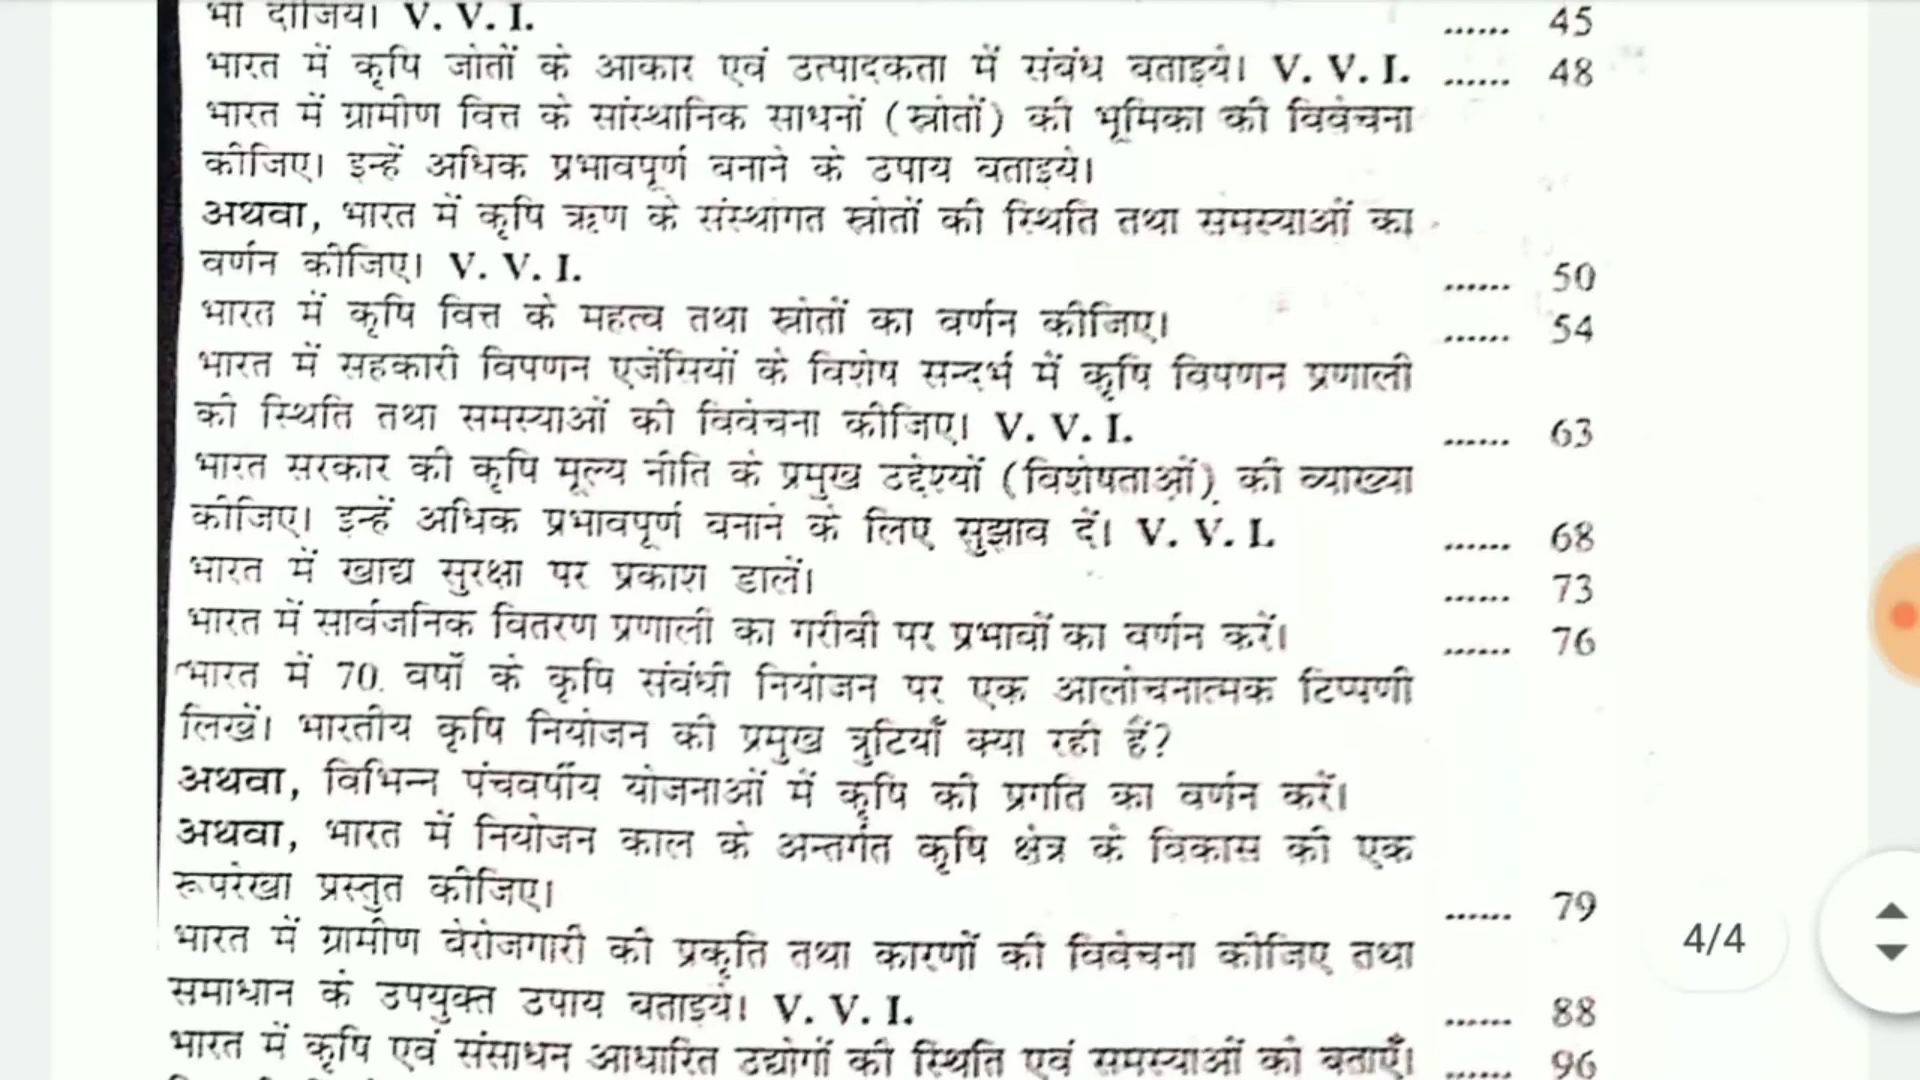 भी दीजिये। V. V. I. ...... 45
भारत में कृषि जोतों के आकार एवं उत्पादकता में संबंध बताइये। V. V. I. ...... 48
भारत में ग्रामीण वित्त के सांस्थानिक साधनों (स्रोतों) की भूमिका की विवेचना
कीजिए। इन्हें अधिक प्रभावपूर्ण बनाने के उपाय बताइये।
अथवा, भारत में कृषि ऋण के संस्थागत स्रोतों की स्थिति तथा समस्याओं का
वर्णन कीजिए। V. V. I. ...... 50
भारत में कृषि वित्त के महत्व तथा स्रोतों का वर्णन कीजिए। ...... 54
भारत में सहकारी विपणन एजेंसियों के विशेष सन्दर्भ में कृषि विपणन प्रणाली
की स्थिति तथा समस्याओं की विवेचना कीजिए। V. V. I. ...... 63
भारत सरकार की कृषि मूल्य नीति के प्रमुख उद्देश्यों (विशेषताओं) की व्याख्या
कीजिए। इन्हें अधिक प्रभावपूर्ण बनाने के लिए सुझाव दें। V. V. I. ...... 68
भारत में खाद्य सुरक्षा पर प्रकाश डालें। ...... 73
भारत में सार्वजनिक वितरण प्रणाली का गरीबी पर प्रभावों का वर्णन करें। ...... 76
भारत में 70 वर्षों के कृषि संबंधी नियोजन पर एक आलोचनात्मक टिप्पणी
लिखें। भारतीय कृषि नियोजन की प्रमुख त्रुटियाँ क्या रही हैं?
अथवा, विभिन्न पंचवर्षीय योजनाओं में कृषि की प्रगति का वर्णन करें।
अथवा, भारत में नियोजन काल के अन्तर्गत कृषि क्षेत्र के विकास की एक
रूपरेखा प्रस्तुत कीजिए। ...... 79
भारत में ग्रामीण बेरोजगारी की प्रकृति तथा कारणों की विवेचना कीजिए तथा
समाधान के उपयुक्त उपाय बताइये। V. V. I. ...... 88
भारत में कृषि एवं संसाधन आधारित उद्योगों की स्थिति एवं समस्याओं को बताएँ। ...... 96
4/4